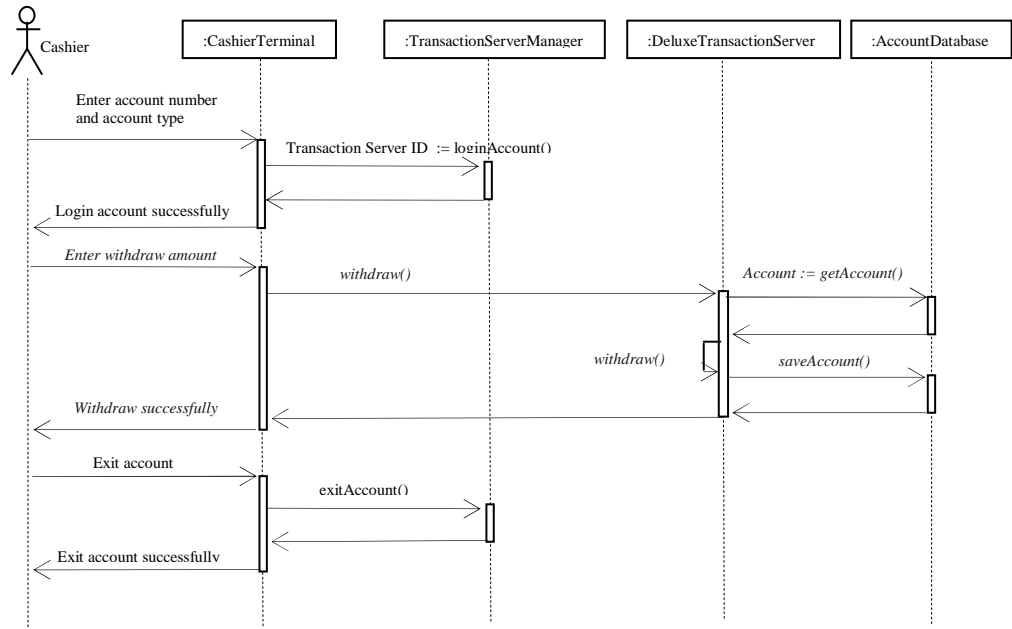 Cashier
:CashierTerminal
:TransactionServerManager
:DeluxeTransactionServer
:AccountDatabase
Enter account number
and account type
Transaction Server ID := loginAccount()
Login account successfully
Enter withdraw amount
withdraw()
Account := getAccount()
withdraw()
saveAccount()
Withdraw successfully
Exit account
exitAccount()
Exit account successfully